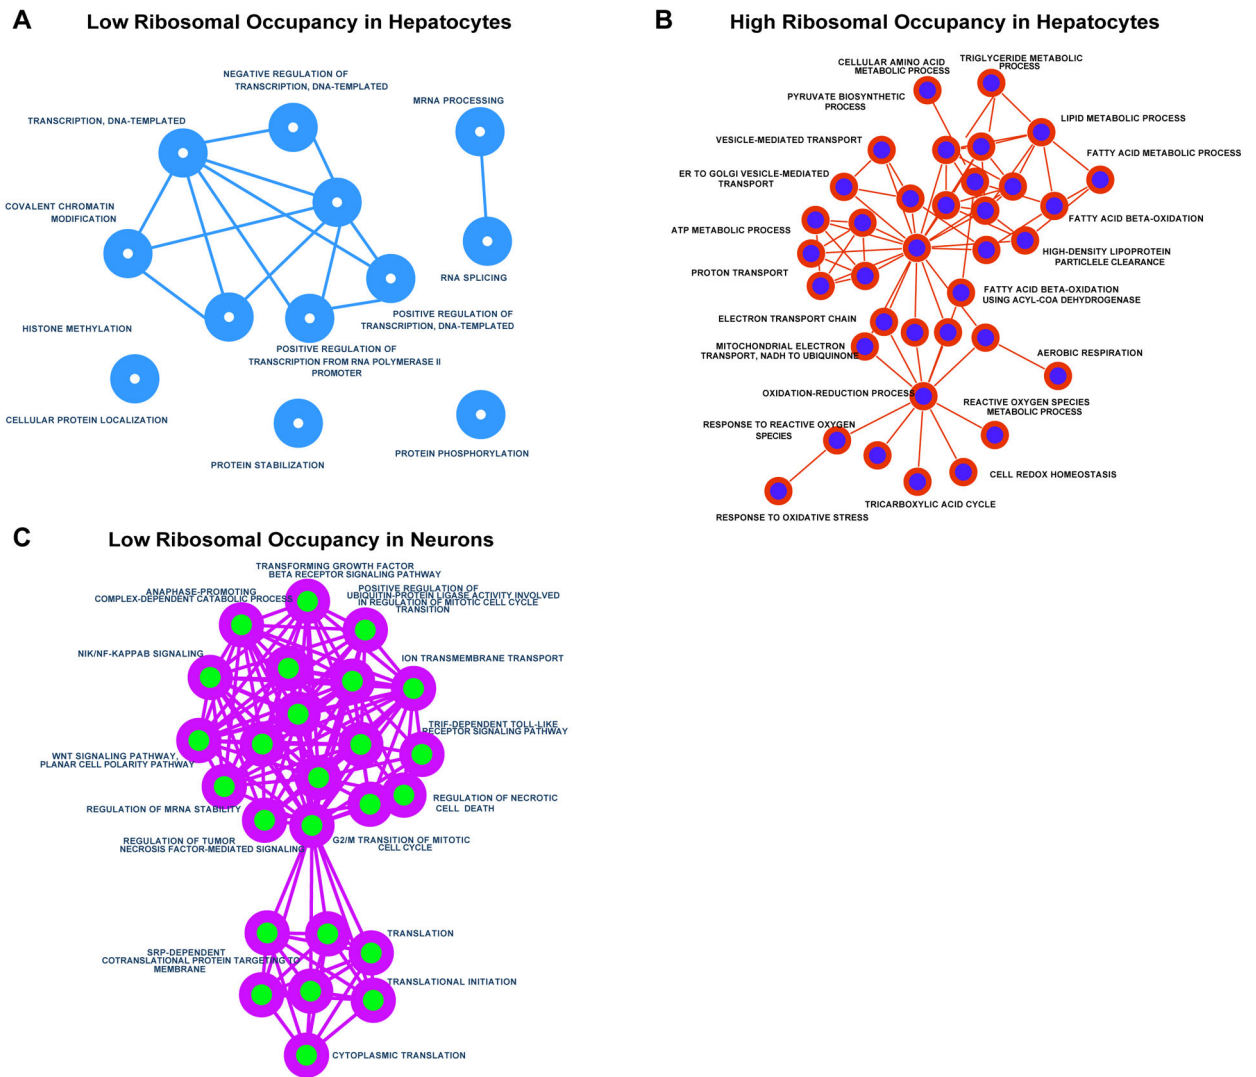 A
Low Ribosomal Occupancy in Hepatocytes
NEGATIVE REGULATION OF
TRANSCRIPTION, DNA-TEMPLATED
MRNA PROCESSING
TRANSCRIPTION, DNA-TEMPLATED
COVALENT CHROMATIN
MODIFICATION
RNA SPLICING
HISTONE METHYLATION
POSITIVE REGULATION OF
TRANSCRIPTION, DNA-TEMPLATED
POSITIVE REGULATION OF
TRANSCRIPTION FROM RNA POLYMERASE II
PROMOTER
CELLULAR PROTEIN LOCALIZATION
PROTEIN STABILIZATION
PROTEIN PHOSPHORYLATION
B
High Ribosomal Occupancy in Hepatocytes
CELLULAR AMINO ACID
METABOLIC PROCESS
TRIGLYCERIDE METABOLIC
PROCESS
PYRUVATE BIOSYNTHETIC
PROCESS
LIPID METABOLIC PROCESS
VESICLE-MEDIATED TRANSPORT
FATTY ACID METABOLIC PROCESS
ER TO GOLGI VESICLE-MEDIATED
TRANSPORT
FATTY ACID BETA-OXIDATION
ATP METABOLIC PROCESS
HIGH-DENSITY LIPOPROTEIN
PARTICLELE CLEARANCE
PROTON TRANSPORT
FATTY ACID BETA-OXIDATION
USING ACYL-COA DEHYDROGENASE
ELECTRON TRANSPORT CHAIN
MITOCHONDRIAL ELECTRON
TRANSPORT, NADH TO UBIQUINONE
AEROBIC RESPIRATION
OXIDATION-REDUCTION PROCESS
REACTIVE OXYGEN SPECIES
METABOLIC PROCESS
RESPONSE TO REACTIVE OXYGEN
SPECIES
CELL REDOX HOMEOSTASIS
TRICARBOXYLIC ACID CYCLE
RESPONSE TO OXIDATIVE STRESS
C
Low Ribosomal Occupancy in Neurons
TRANSFORMING GROWTH FACTOR
BETA RECEPTOR SIGNALING PATHWAY
ANAPHASE-PROMOTING
COMPLEX-DEPENDENT CATABOLIC PROCESS
POSITIVE REGULATION OF
UBIQUITIN-PROTEIN LIGASE ACTIVITY INVOLVED
IN REGULATION OF MITOTIC CELL CYCLE
TRANSITION
NIK/NF-KAPPAB SIGNALING
ION TRANSMEMBRANE TRANSPORT
TRIF-DEPENDENT TOLL-LIKE
RECEPTOR SIGNALING PATHWAY
WNT SIGNALING PATHWAY,
PLANAR CELL POLARITY PATHWAY
REGULATION OF MRNA STABILITY
REGULATION OF NECROTIC
CELL DEATH
REGULATION OF TUMOR
NECROSIS FACTOR-MEDIATED SIGNALING
G2/M TRANSITION OF MITOTIC
CELL CYCLE
TRANSLATION
SRP-DEPENDENT
COTRANSLATIONAL PROTEIN TARGETING TO
MEMBRANE
TRANSLATIONAL INITIATION
CYTOPLASMIC TRANSLATION